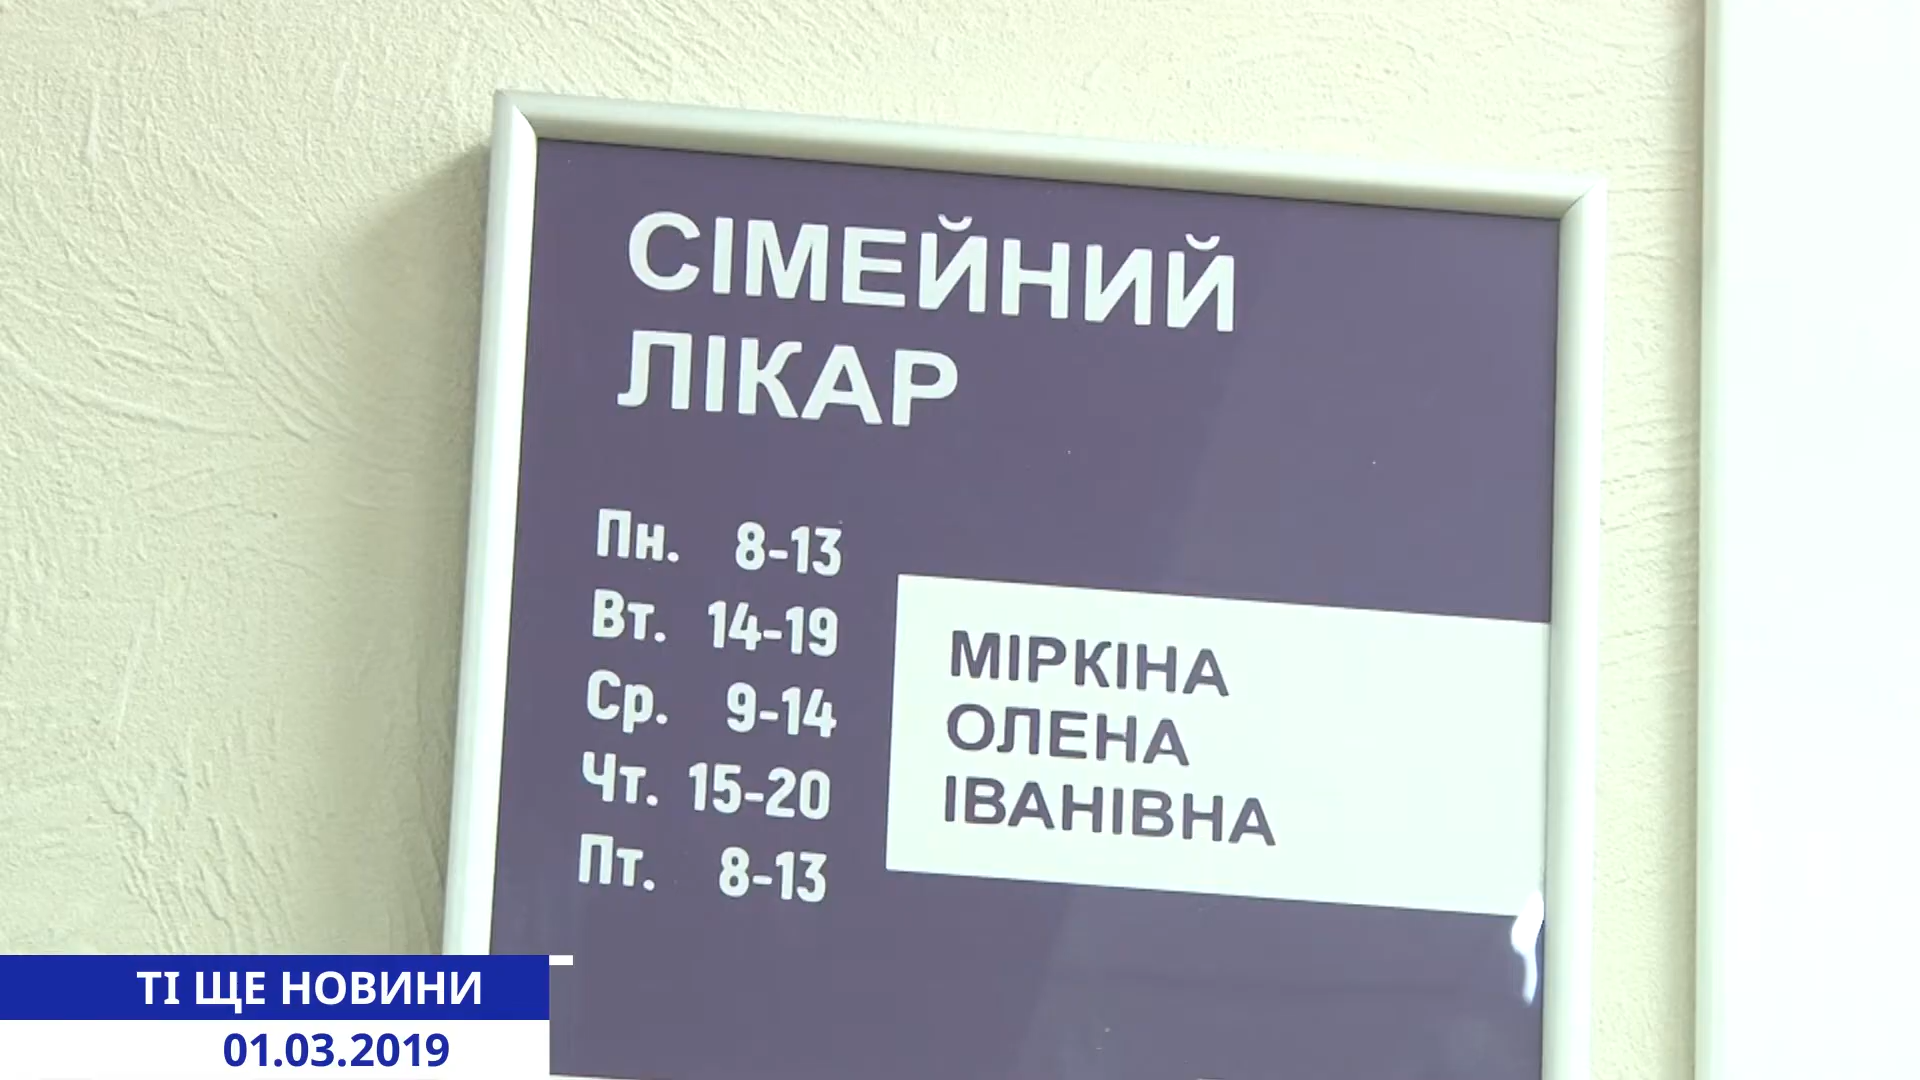 СІМЕЙНИЙ
ЛІКАР
Пн. 8-13
Вт. 14-19
Ср. 9-14
Чт. 15-20
Пт. 8-13
МІРКІНА
ОЛЕНА
ІВАНІВНА
ТІ ЩЕ НОВИНИ
01.03.2019